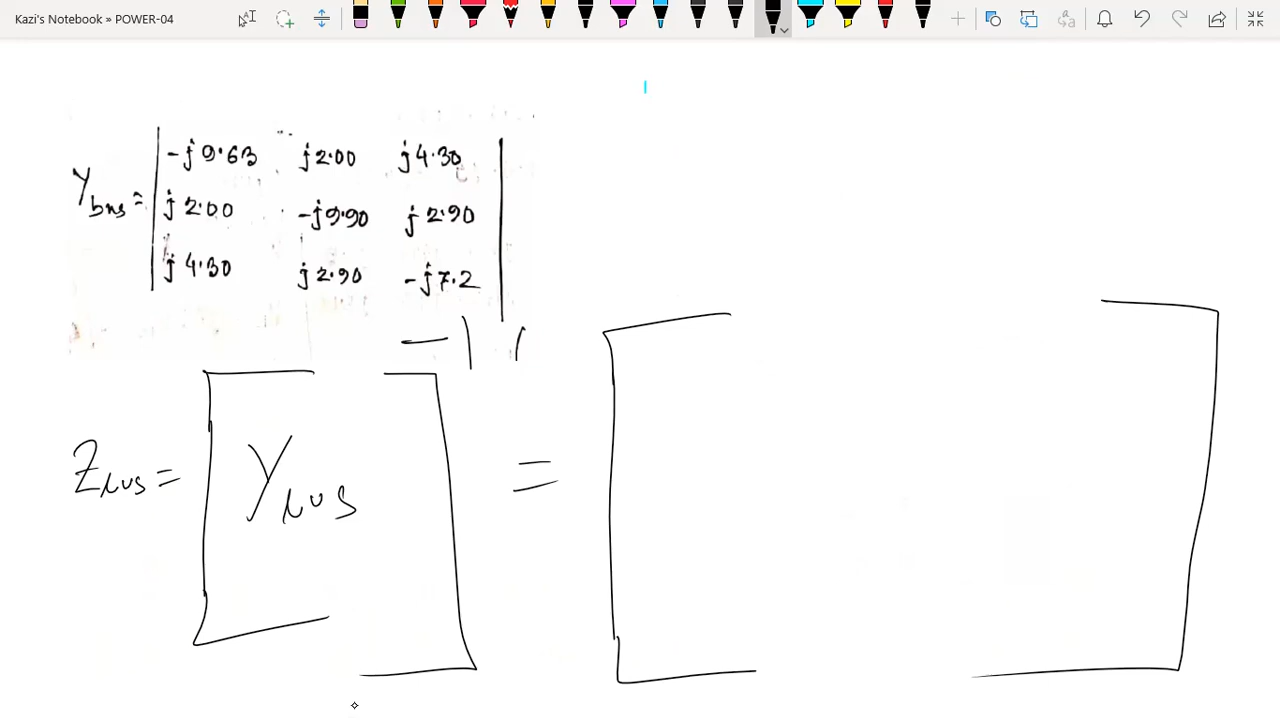 Kazi's Notebook » POWER-04
-j9.63 j2.00 j4.30
Ybus= j2.00 -j9.90 j2.90
j4.30 j2.90 -j7.2
-1
Zbus= [Ybus] = [ ]